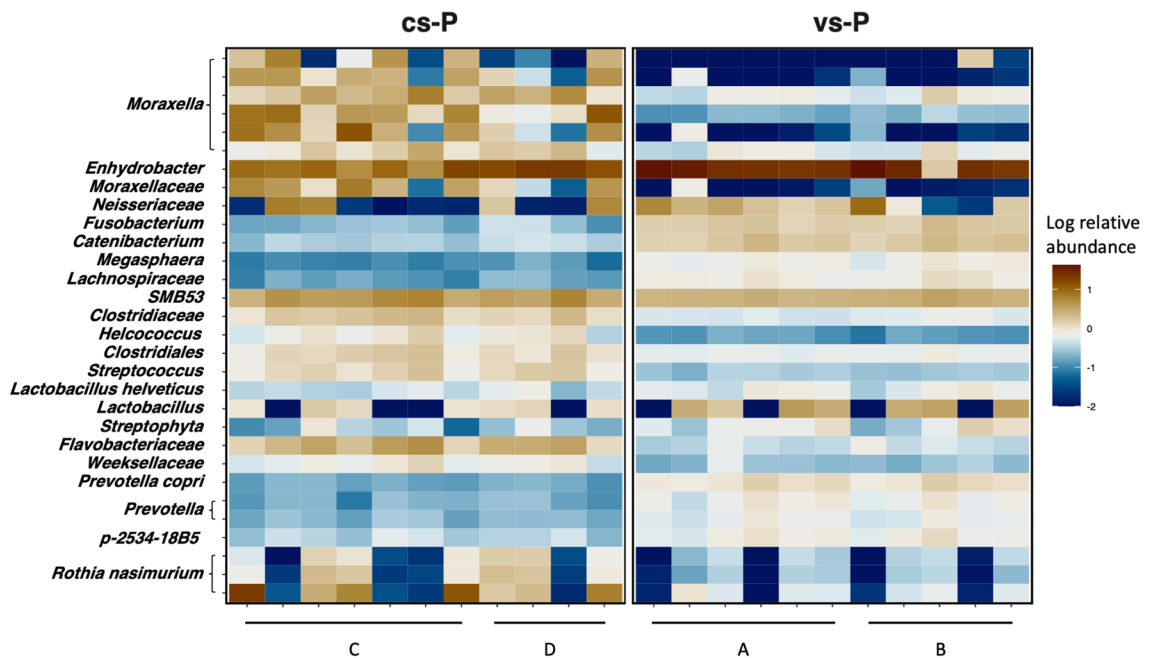 cs-P
vs-P
Moraxella
Enhydrobacter
Moraxellaceae
Neisseriaceae
Fusobacterium
Catenibacterium
Megasphaera
Lachnospiraceae
SMB53
Clostridiaceae
Helcococcus
Clostridiales
Streptococcus
Lactobacillus helveticus
Lactobacillus
Streptophyta
Flavobacteriaceae
Weeksellaceae
Prevotella copri
Prevotella
p-2534-18B5
Rothia nasimurium
Log relative
abundance
1
0
-1
-2
C
D
A
B